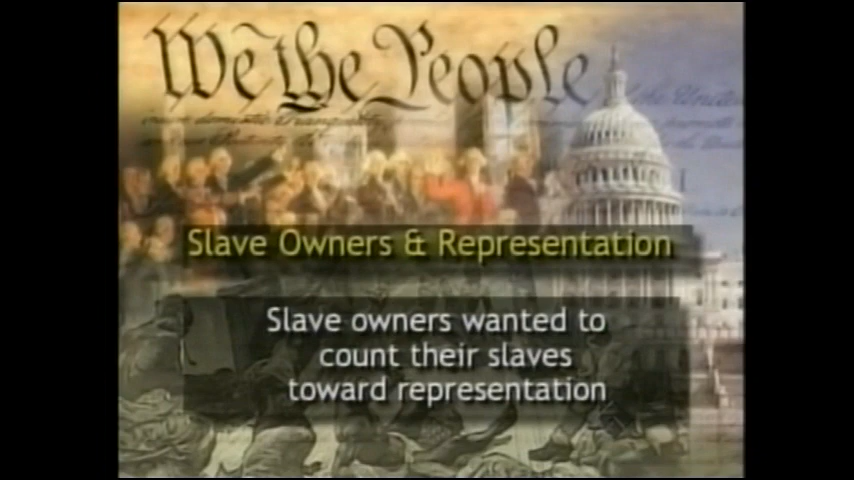 We the People
Slave Owners & Representation
Slave owners wanted to
count their slaves
toward representation